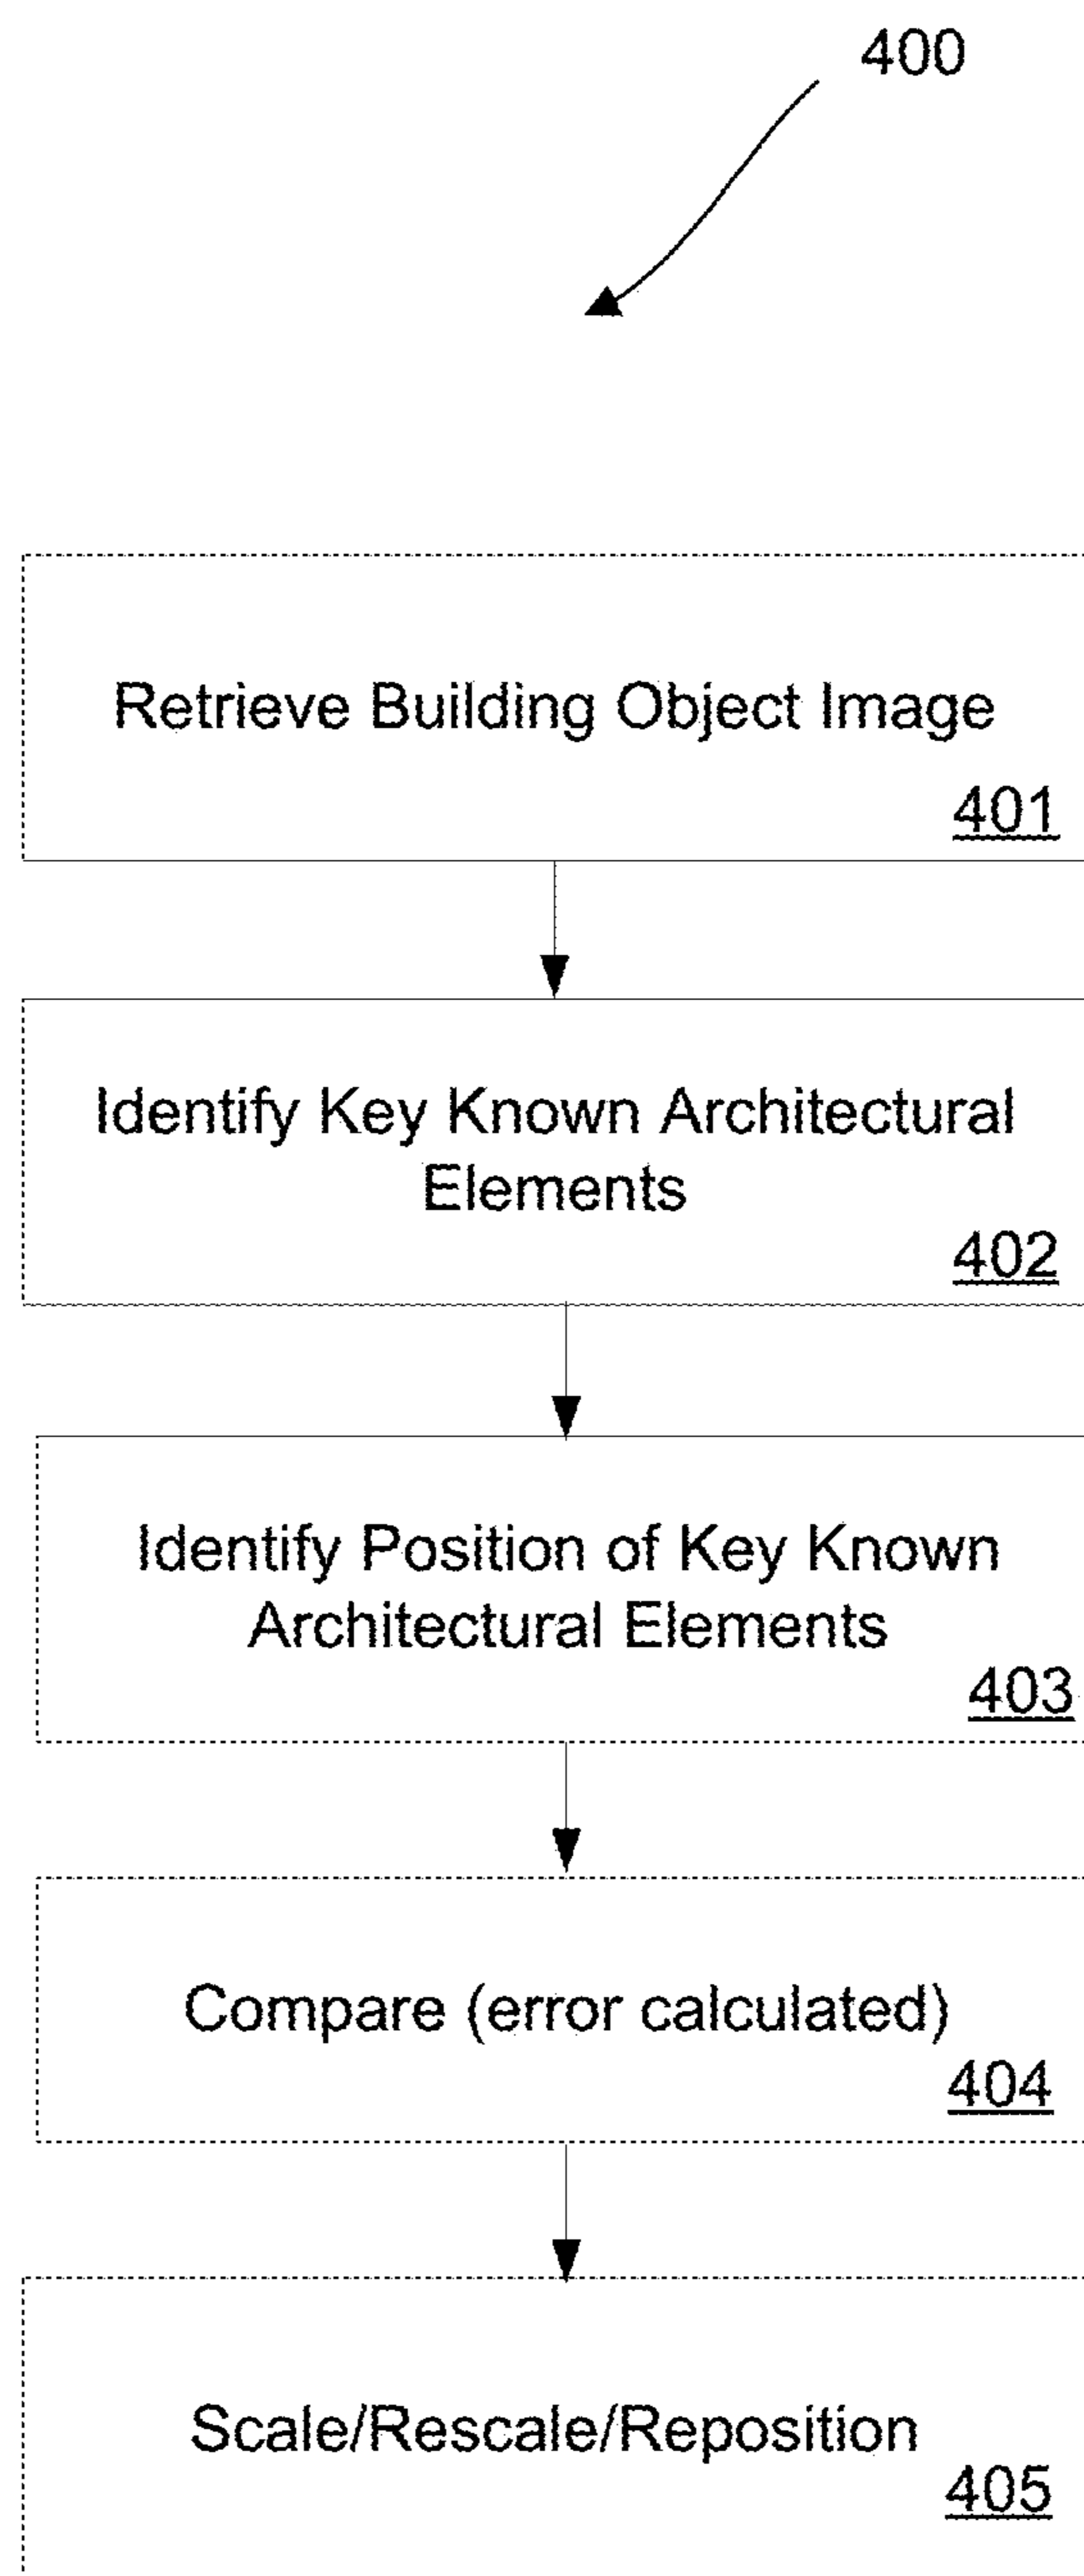 400
Retrieve Building Object Image
401
Identify Key Known Architectural
Elements
402
Identify Position of Key Known
Architectural Elements
403
Compare (error calculated)
404
Scale/Rescale/Reposition
405